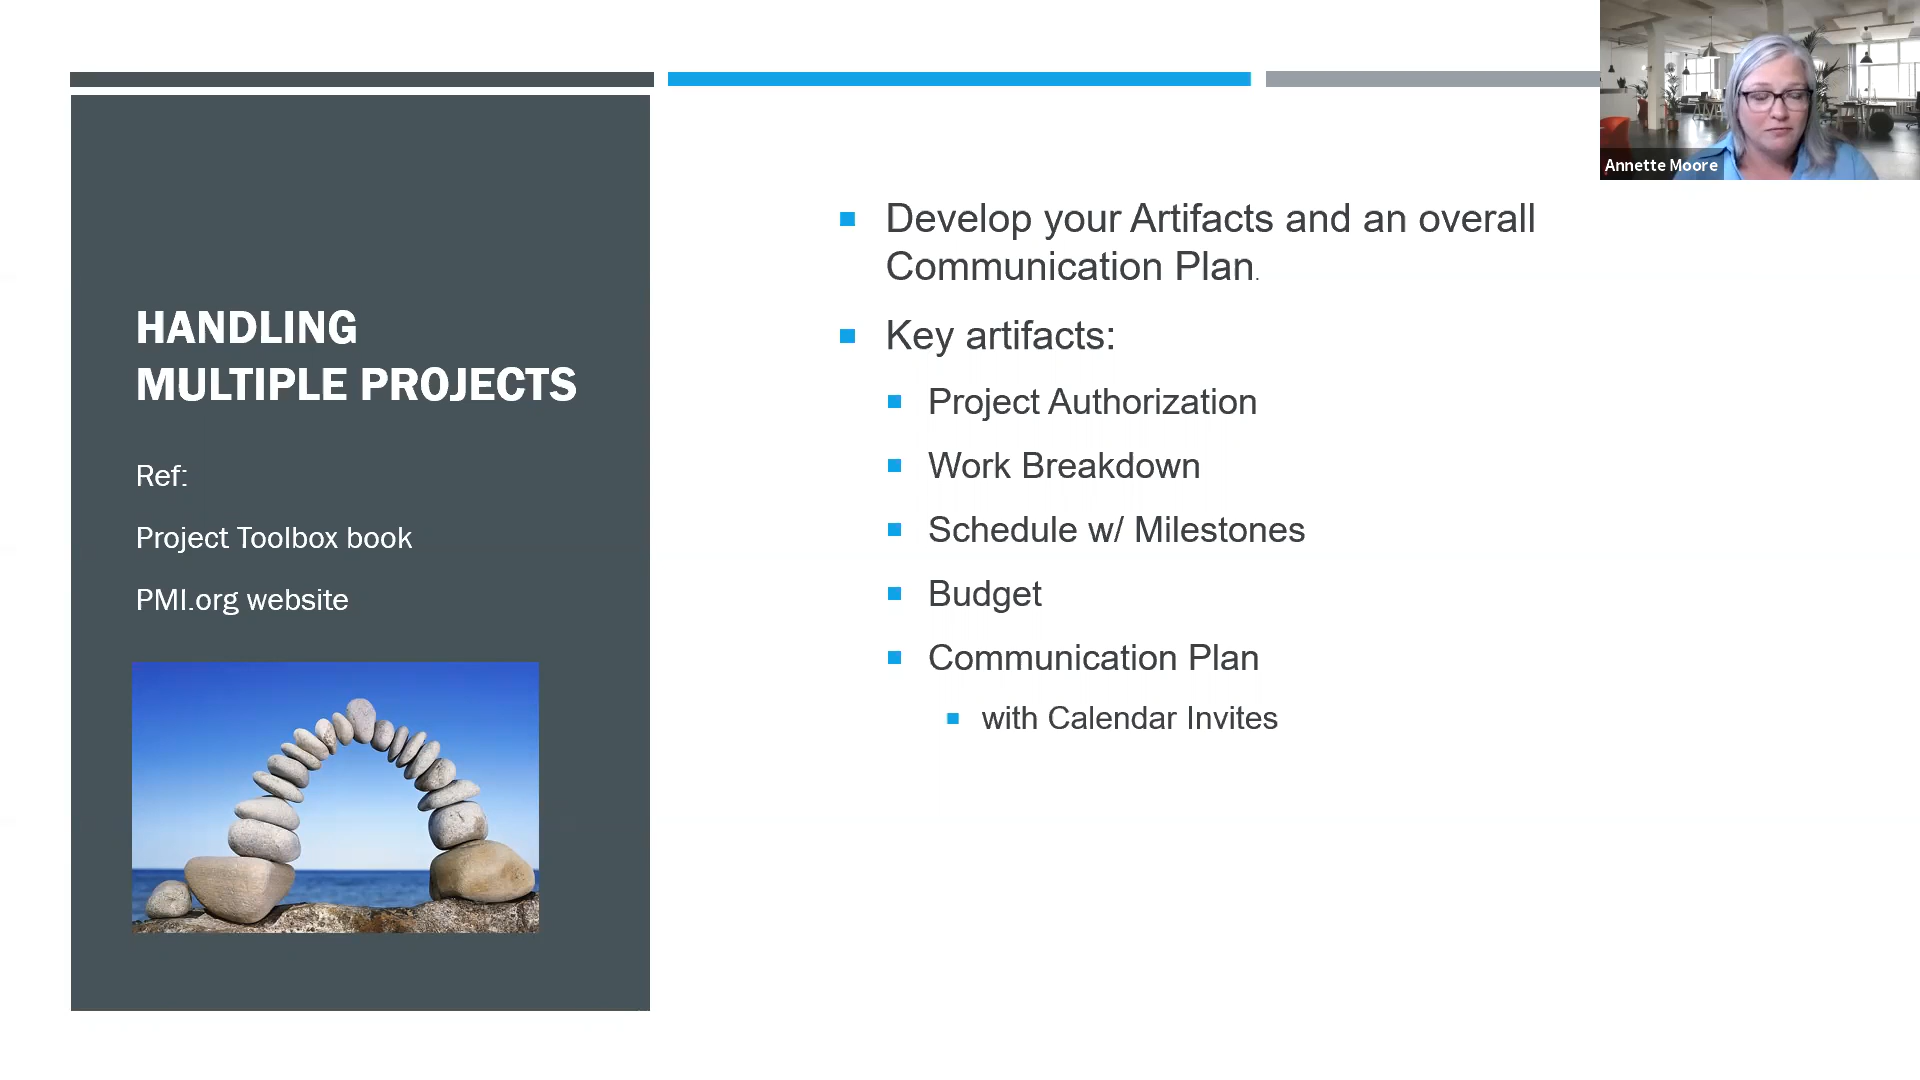 HANDLING
MULTIPLE PROJECTS
Ref:
Project Toolbox book
PMI.org website
Develop your Artifacts and an overall
Communication Plan.
Key artifacts:
Project Authorization
Work Breakdown
Schedule w/ Milestones
Budget
Communication Plan
with Calendar Invites
Annette Moore